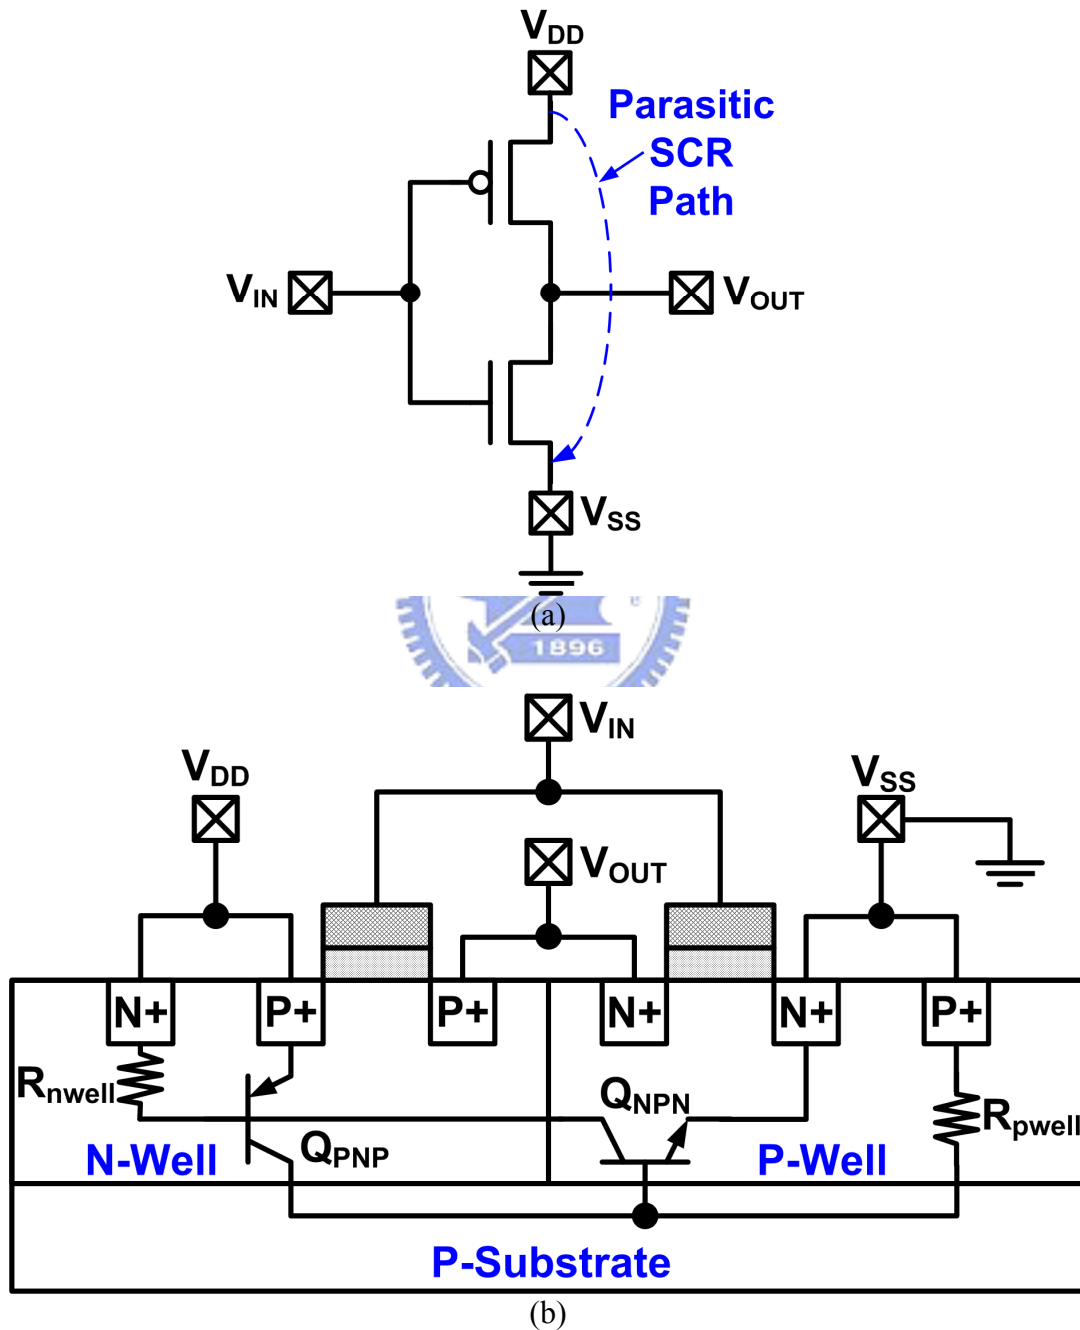 VDD
Parasitic
SCR
Path
VIN
VOUT
VSS
(a)
1896
VIN
VDD
VSS
VOUT
N+
P+
P+
N+
N+
P+
Rnwell
QPNP
QNPN
Rpwell
N-Well
P-Well
P-Substrate
(b)